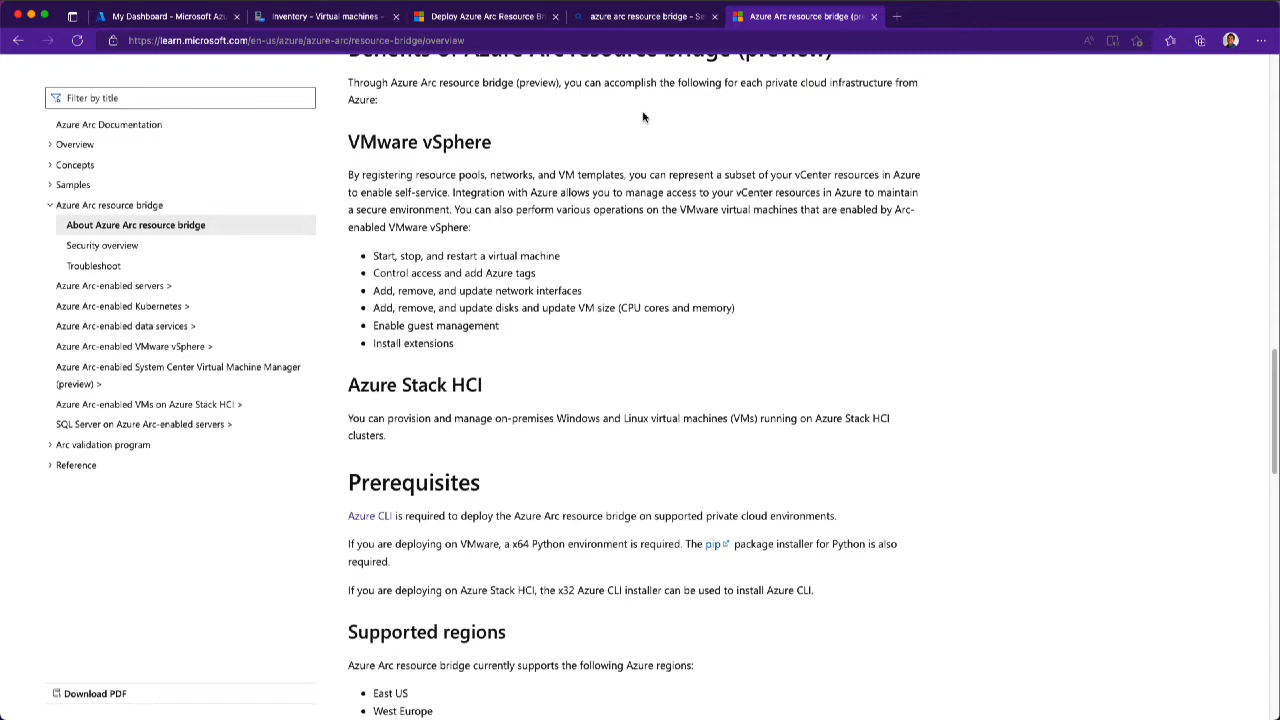 My Dashboard - Microsoft Azu
Inventory - Virtual machines -
Deploy Azure Arc Resource Br
azure arc resource bridge - Se
Azure Arc resource bridge (pre
https://learn.microsoft.com/en-us/azure/azure-arc/resource-bridge/overview
Filter by title
Azure Arc Documentation
Overview
Concepts
Samples
Azure Arc resource bridge
About Azure Arc resource bridge
Security overview
Troubleshoot
Azure Arc-enabled servers >
Azure Arc-enabled Kubernetes >
Azure Arc-enabled data services >
Azure Arc-enabled VMware vSphere >
Azure Arc-enabled System Center Virtual Machine Manager
(preview) >
Azure Arc-enabled VMs on Azure Stack HCI >
SQL Server on Azure Arc-enabled servers >
Arc validation program
Reference
Download PDF
Benefits of Azure Arc resource bridge (preview)
Through Azure Arc resource bridge (preview), you can accomplish the following for each private cloud infrastructure from
Azure:
VMware vSphere
By registering resource pools, networks, and VM templates, you can represent a subset of your vCenter resources in Azure
to enable self-service. Integration with Azure allows you to manage access to your vCenter resources in Azure to maintain
a secure environment. You can also perform various operations on the VMware virtual machines that are enabled by Arc-
enabled VMware vSphere:
• Start, stop, and restart a virtual machine
• Control access and add Azure tags
• Add, remove, and update network interfaces
• Add, remove, and update disks and update VM size (CPU cores and memory)
• Enable guest management
• Install extensions
Azure Stack HCI
You can provision and manage on-premises Windows and Linux virtual machines (VMs) running on Azure Stack HCI
clusters.
Prerequisites
Azure CLI is required to deploy the Azure Arc resource bridge on supported private cloud environments.
If you are deploying on VMware, a x64 Python environment is required. The pip package installer for Python is also
required.
If you are deploying on Azure Stack HCI, the x32 Azure CLI installer can be used to install Azure CLI.
Supported regions
Azure Arc resource bridge currently supports the following Azure regions:
• East US
• West Europe